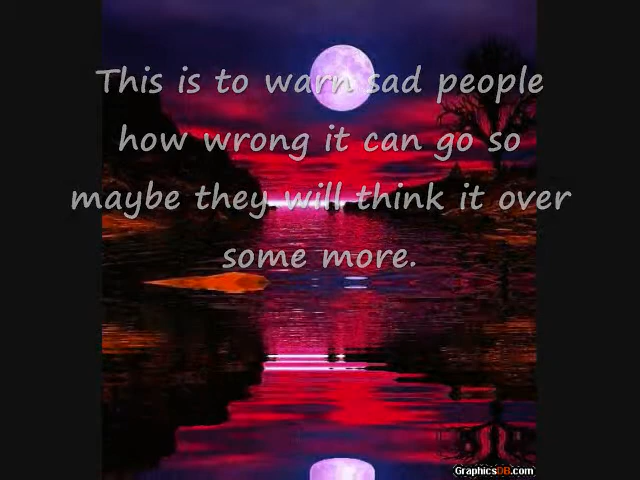 This is to warn sad people
how wrong it can go so
maybe they will think it over
some more.
GraphicsDB.com